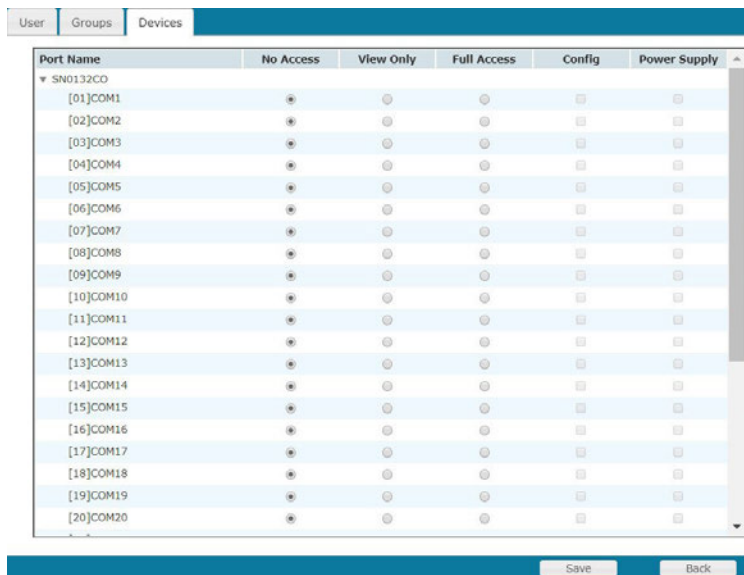 User Groups Devices
Port Name No Access View Only Full Access Config Power Supply
SN0132CO
[01]COM1
[02]COM2
[03]COM3
[04]COM4
[05]COM5
[06]COM6
[07]COM7
[08]COM8
[09]COM9
[10]COM10
[11]COM11
[12]COM12
[13]COM13
[14]COM14
[15]COM15
[16]COM16
[17]COM17
[18]COM18
[19]COM19
[20]COM20
Save Back